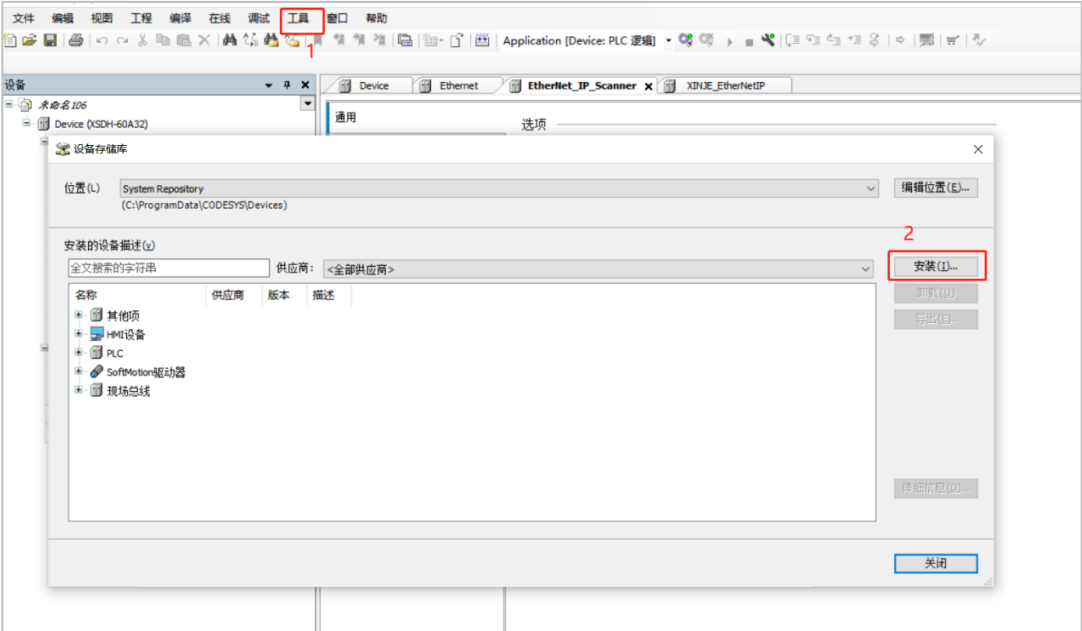 文件 编辑 视图 工程 编译 在线 调试 工具 窗口 帮助
1
Application [Device: PLC 逻辑]
设备
Device Ethernet EtherNet_IP_Scanner XINJE_EtherNetIP
未命名106
Device (XSDH-60A32)
通用
选项
设备存储库
位置(L) System Repository 编辑位置(E)...
(C:\ProgramData\CODESYS\Devices)
2
安装的设备描述(v)
全文搜索的字符串 供应商: <全部供应商> 安装(I)...
名称 供应商 版本 描述 卸载(U)
其他项 导出(E)...
HMI设备
PLC
SoftMotion驱动器
现场总线
详细信息(D)...
关闭